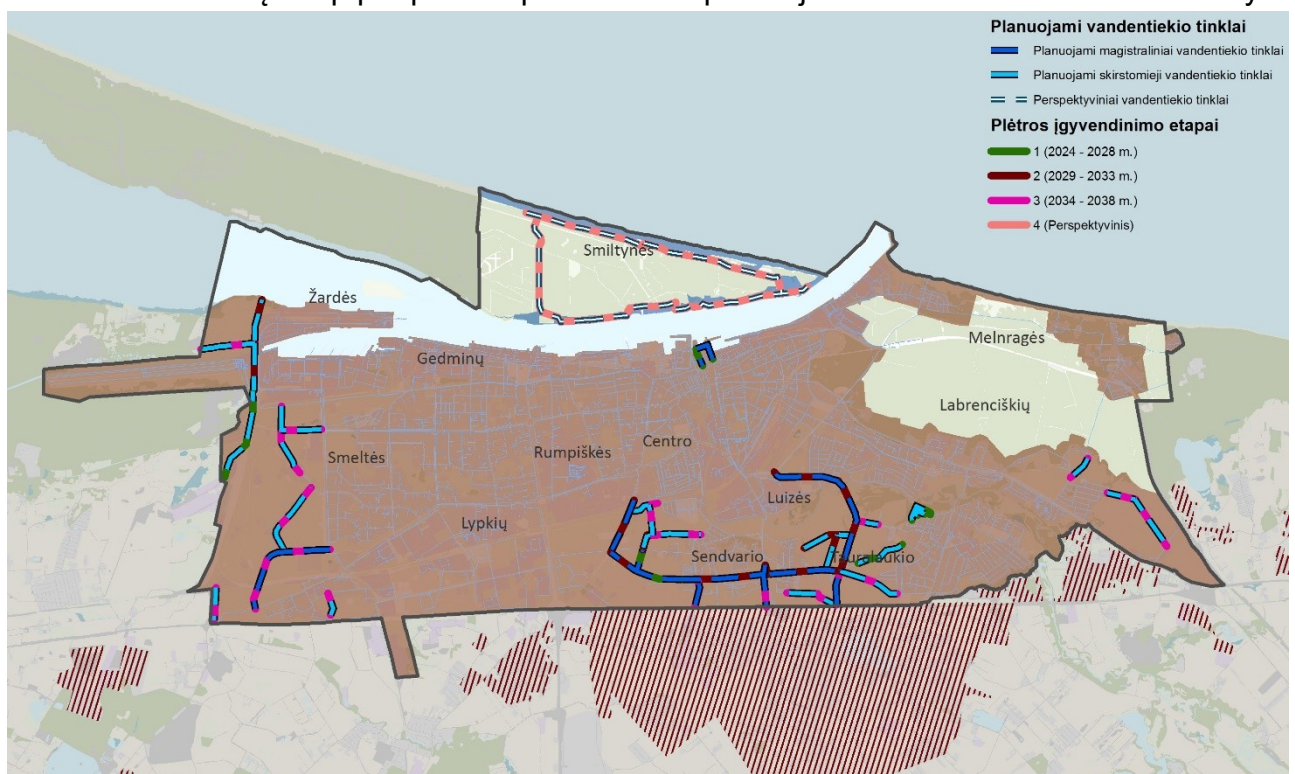 Planuojami vandentiekio tinklai
Planuojami magistraliniai vandentiekio tinklai
Planuojami skirstomieji vandentiekio tinklai
Perspektyviniai vandentiekio tinklai
Plėtros įgyvendinimo etapai
1 (2024 - 2028 m.)
2 (2029 - 2033 m.)
3 (2034 - 2038 m.)
4 (Perspektyvinis)
Smiltynės
Žardės
Melnragės
Gedminų
Labrenciškių
Centro
Rumpiškės
Smeltės
Luizės
Lypkių
Sendvario
Tauralaukio